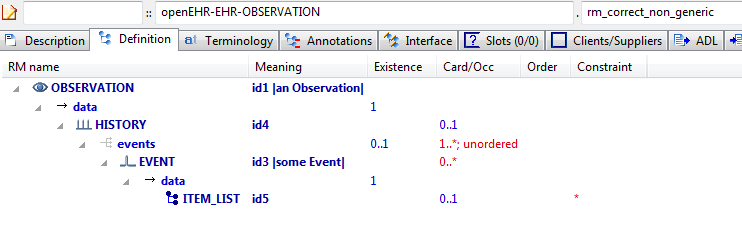 :: openEHR-EHR-OBSERVATION . rm_correct_non_generic
Description Definition Terminology Annotations Interface Slots (0/0) Clients/Suppliers ADL
RM name Meaning Existence Card/Occ Order Constraint
OBSERVATION id1 |an Observation|
data 1
HISTORY id4 0..1
events 0..1 1..*; unordered
EVENT id3 |some Event| 0..*
data 1
ITEM_LIST id5 0..1 *